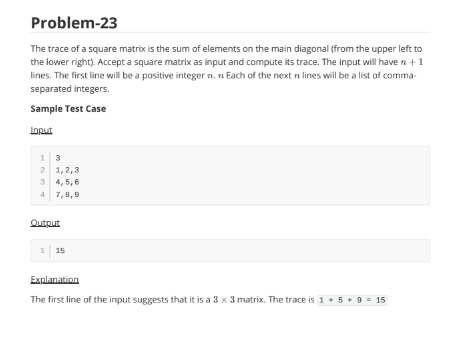 Problem-23
The trace of a square matrix is the sum of elements on the main diagonal (from the upper left to
the lower right). Accept a square matrix as input and compute its trace. The input will have n + 1
lines. The first line will be a positive integer n. n Each of the next n lines will be a list of comma-
separated integers.
Sample Test Case
Input
1 3
2 1,2,3
3 4,5,6
4 7,8,9
Output
1 15
Explanation
The first line of the input suggests that it is a 3 × 3 matrix. The trace is 1 + 5 + 9 = 15